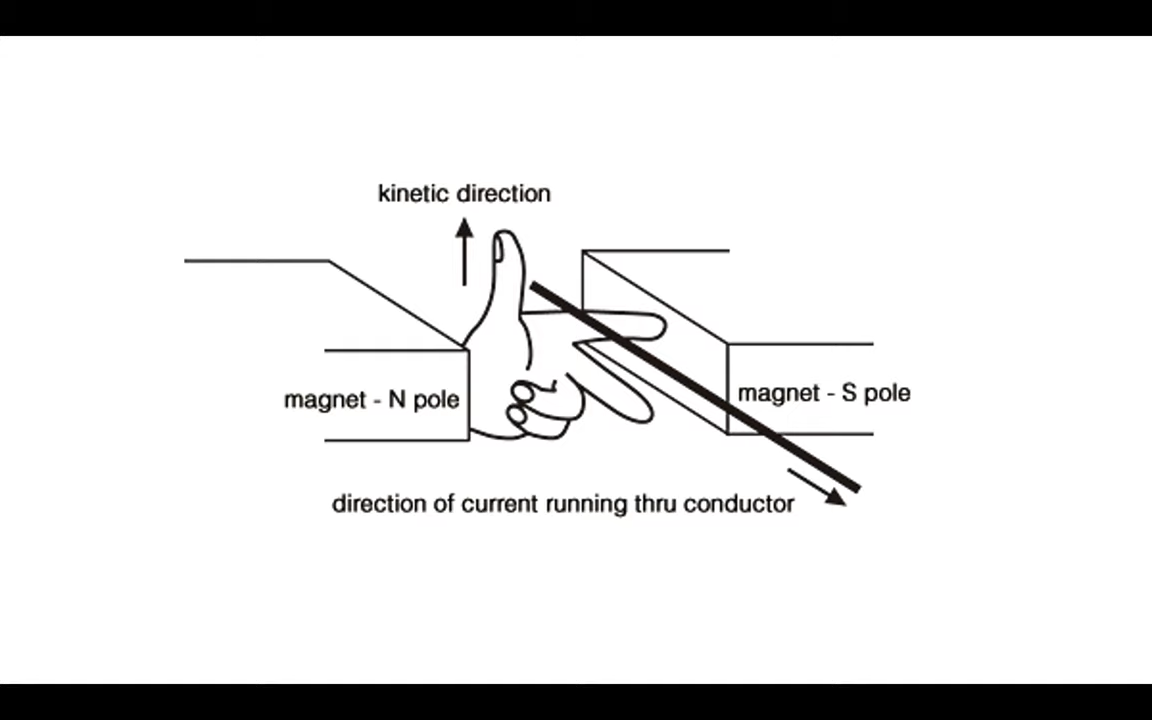 kinetic direction
magnet - N pole
magnet - S pole
direction of current running thru conductor